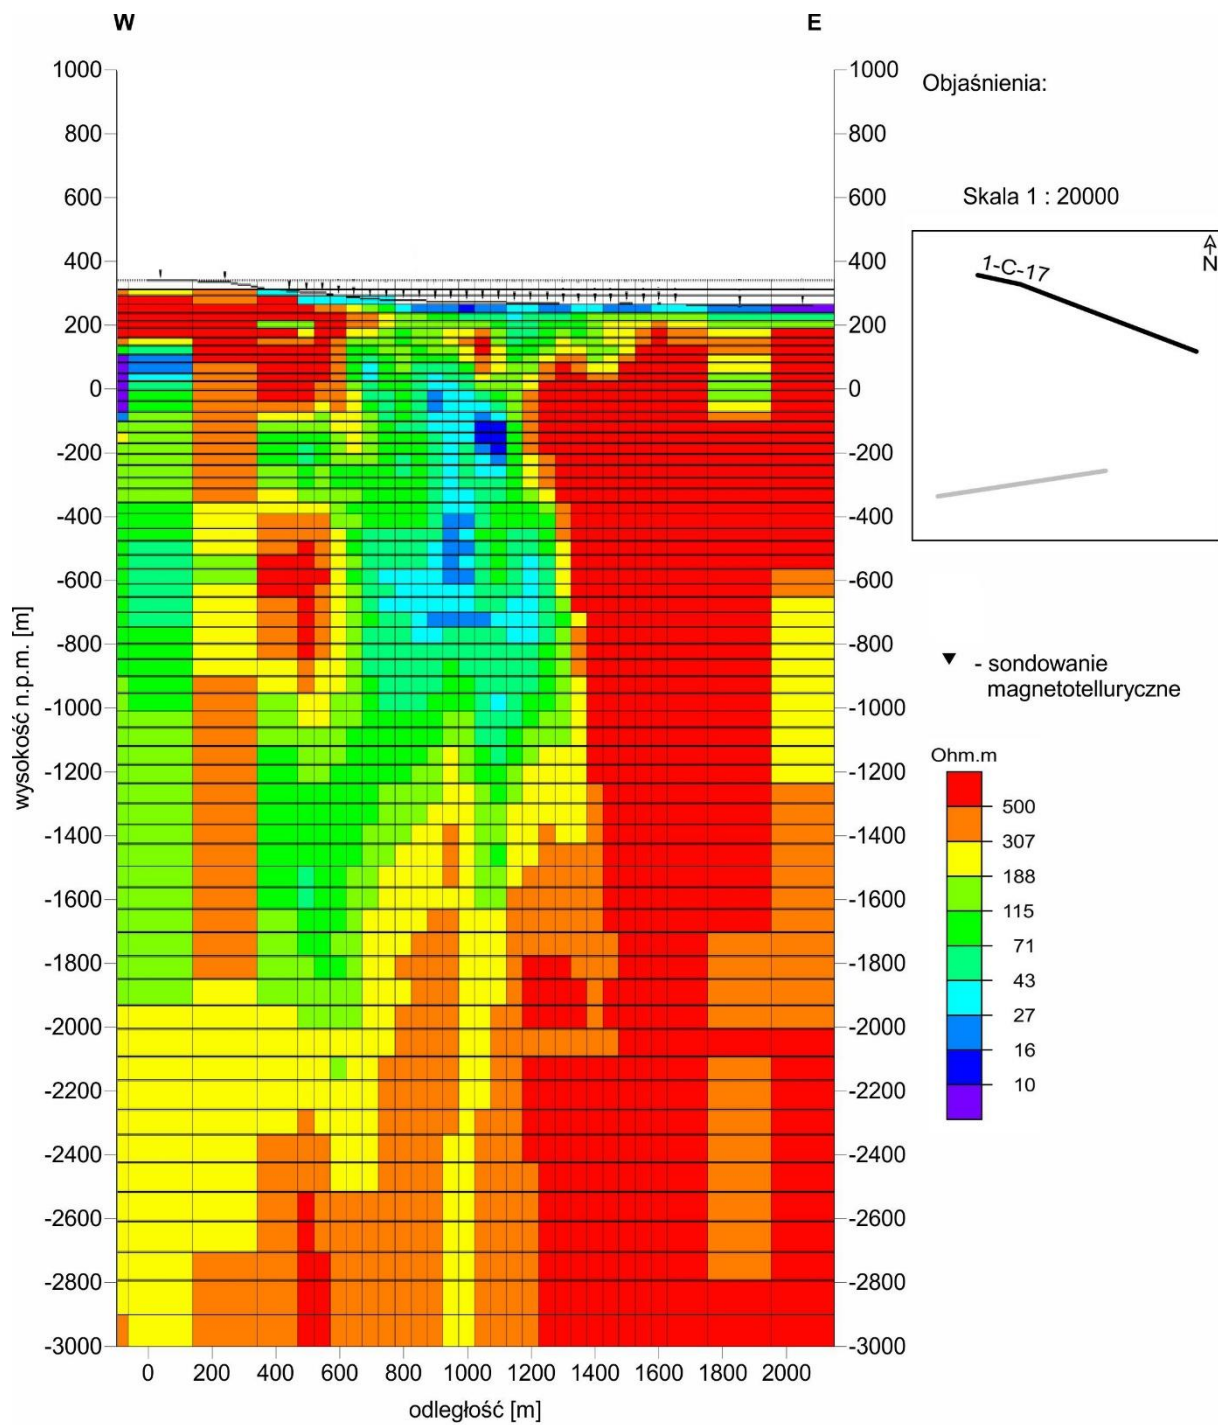 W E
1000 1000
800 800
600 600
400 400
200 200
0 0
-200 -200
-400 -400
-600 -600
-800 -800
-1000 -1000
-1200 -1200
-1400 -1400
-1600 -1600
-1800 -1800
-2000 -2000
-2200 -2200
-2400 -2400
-2600 -2600
-2800 -2800
-3000 -3000
wysokość n.p.m. [m]
0 200 400 600 800 1000 1200 1400 1600 1800 2000
odległość [m]
Objaśnienia:
Skala 1 : 20000
1-C-17
N
- sondowanie
magnetotelluryczne
Ohm.m
500
307
188
115
71
43
27
16
10